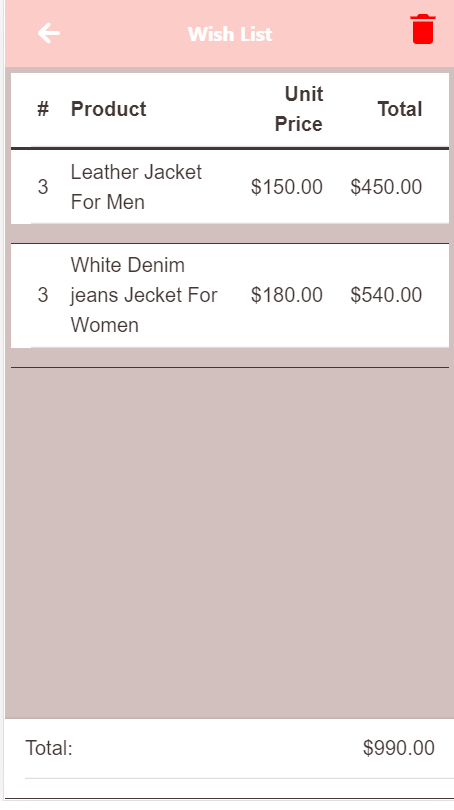 Wish List
# Product Unit Price Total
3 Leather Jacket For Men $150.00 $450.00
3 White Denim jeans Jecket For Women $180.00 $540.00
Total: $990.00